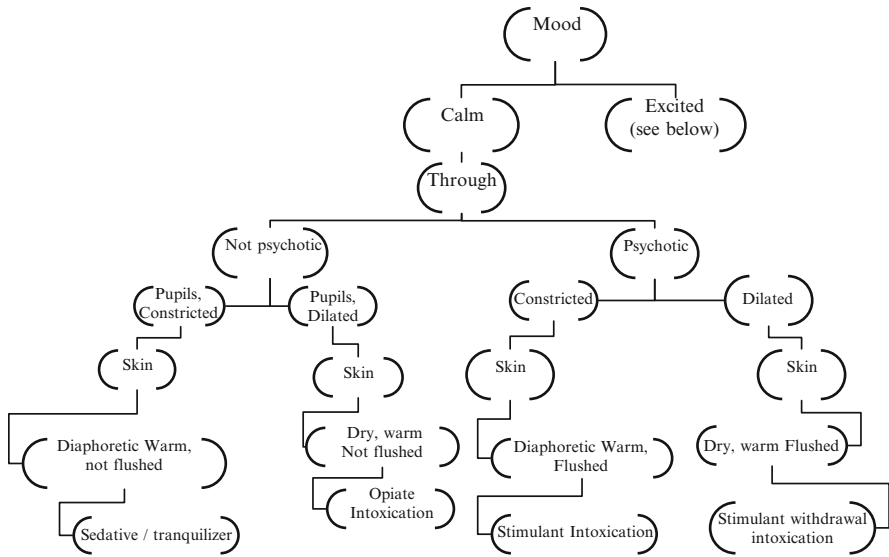 Mood
Calm
Excited
(see below)
Through
Not psychotic
Psychotic
Pupils,
Constricted
Pupils,
Dilated
Constricted
Dilated
Skin
Skin
Skin
Skin
Diaphoretic Warm,
not flushed
Dry, warm
Not flushed
Diaphoretic Warm,
Flushed
Dry, warm Flushed
Sedative / tranquilizer
Opiate
Intoxication
Stimulant Intoxication
Stimulant withdrawal
intoxication